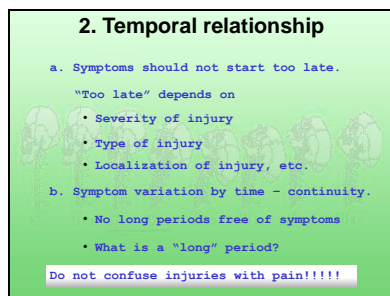 2. Temporal relationship
a. Symptoms should not start too late.
“Too late” depends on
• Severity of injury
• Type of injury
• Localization of injury, etc.
b. Symptom variation by time – continuity.
• No long periods free of symptoms
• What is a “long” period?
Do not confuse injuries with pain!!!!!